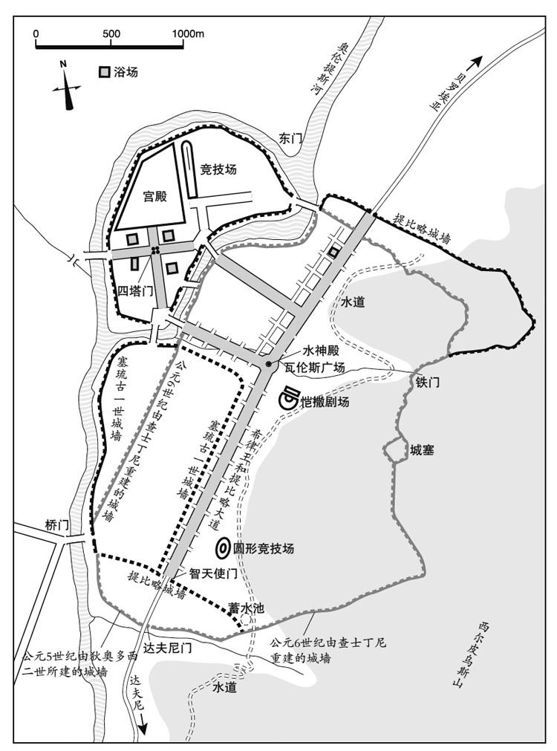 0
500
1000m
N
浴场
奥伦提斯河
贝罗埃亚
东门
竞技场
宫殿
提比略城墙
四塔门
水道
水神殿
瓦伦斯广场
铁门
恺撒剧场
塞琉古一世城墙
公元6世纪由查士丁尼重建的城墙
塞琉古一世城墙
希律王和提比略大道
城塞
桥门
圆形竞技场
智天使门
提比略城墙
蓄水池
公元5世纪由狄奥多西
二世所建的城墙
达夫尼门
公元6世纪由查士丁尼
重建的城墙
西尔皮乌斯山
达夫尼
水道